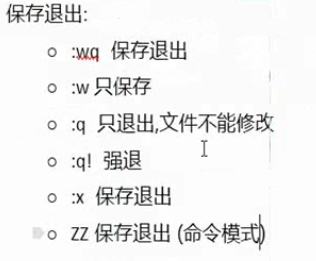 保存退出:
:wq 保存退出
:w 只保存
:q 只退出,文件不能修改
:q! 强退
:x 保存退出
ZZ 保存退出 (命令模式)